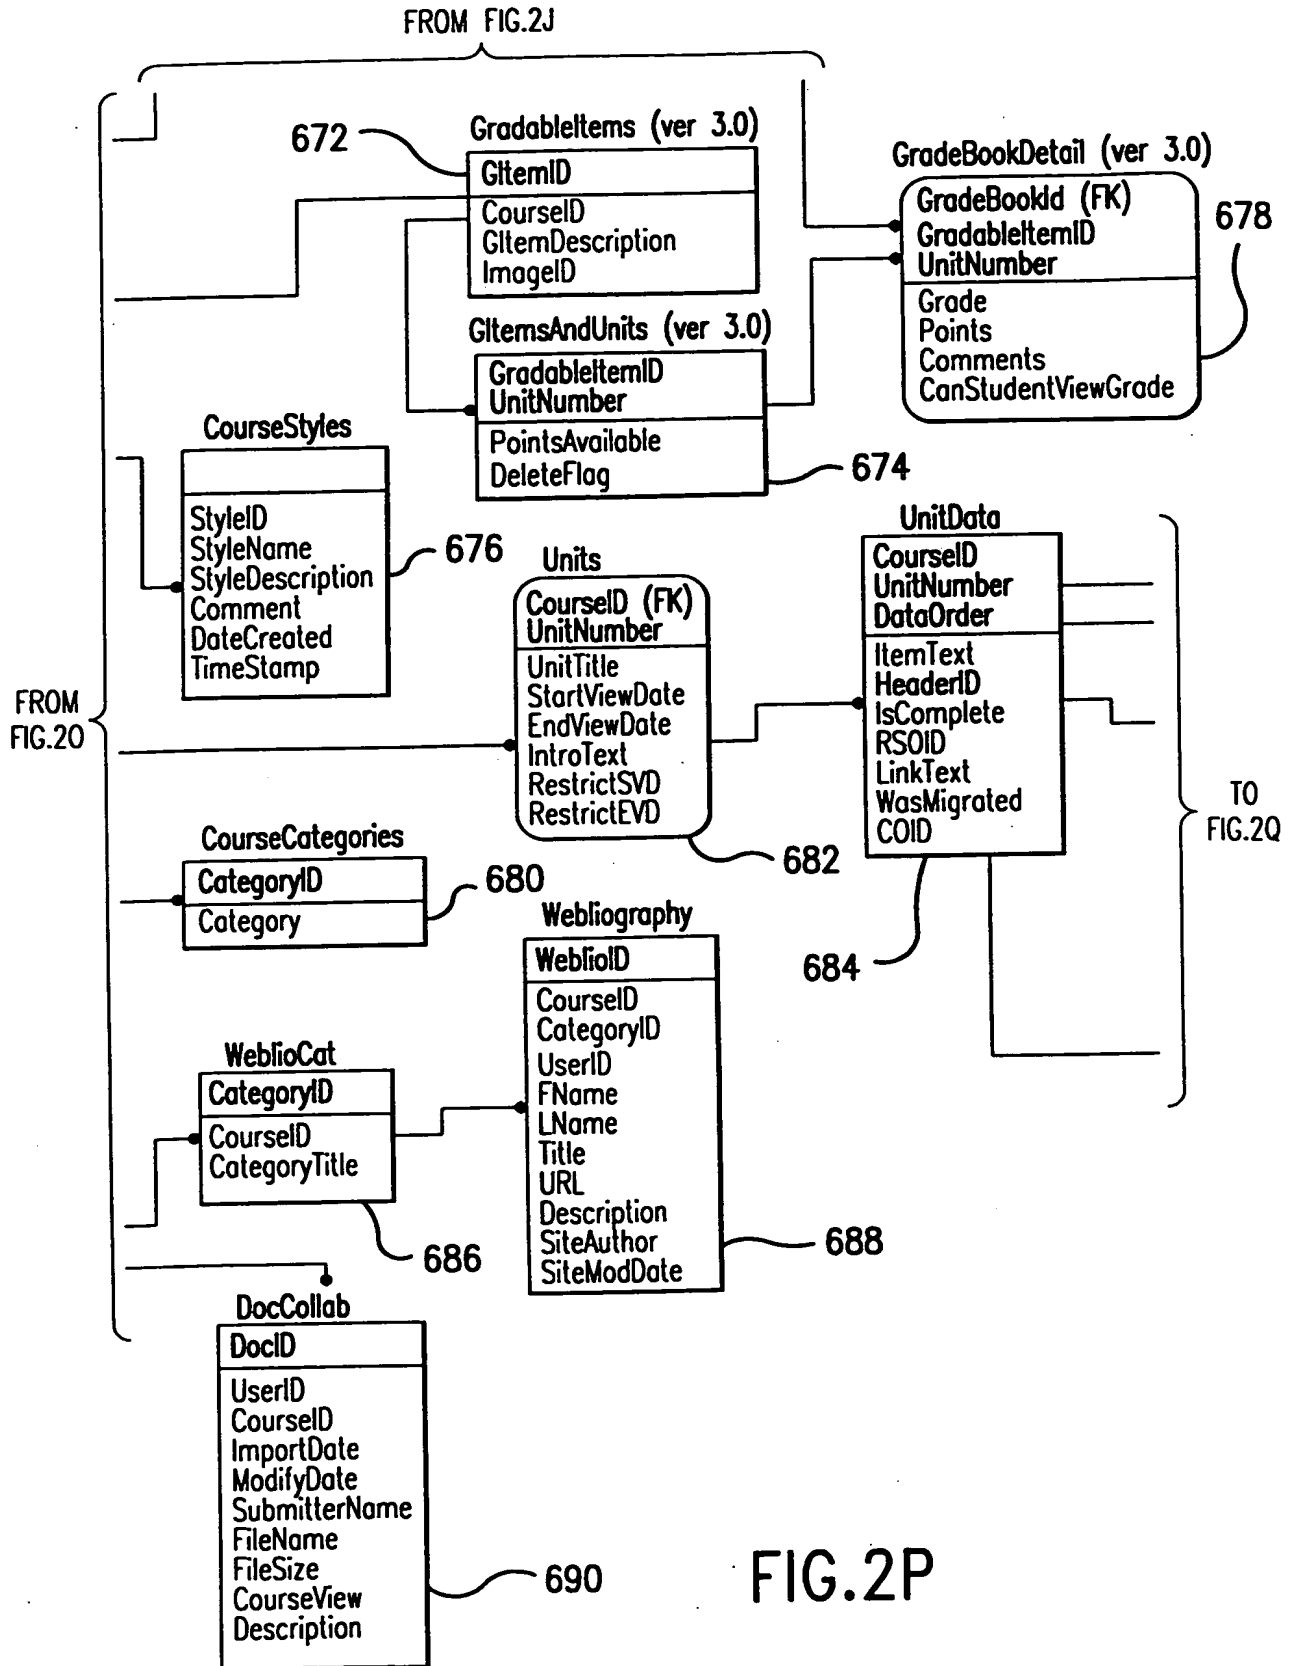 FROM FIG.2J
672
GradableItems (ver 3.0)
GItemID
CourseID
GItemDescription
ImageID
GradeBookDetail (ver 3.0)
GradeBookId (FK)
GradableItemID
UnitNumber
Grade
Points
Comments
CanStudentViewGrade
678
GItemsAndUnits (ver 3.0)
GradableItemID
UnitNumber
PointsAvailable
DeleteFlag
674
CourseStyles
StyleID
StyleName
StyleDescription
Comment
DateCreated
TimeStamp
676
FROM
FIG.2O
Units
CourseID (FK)
UnitNumber
UnitTitle
StartViewDate
EndViewDate
IntroText
RestrictSVD
RestrictEVD
682
UnitData
CourseID
UnitNumber
DataOrder
ItemText
HeaderID
IsComplete
RSOID
LinkText
WasMigrated
COID
684
TO
FIG.2Q
CourseCategories
CategoryID
Category
680
Webliography
WeblioID
CourseID
CategoryID
UserID
FName
LName
Title
URL
Description
SiteAuthor
SiteModDate
688
WeblioCat
CategoryID
CourseID
CategoryTitle
686
DocCollab
DocID
UserID
CourseID
ImportDate
ModifyDate
SubmitterName
FileName
FileSize
CourseView
Description
690
FIG.2P